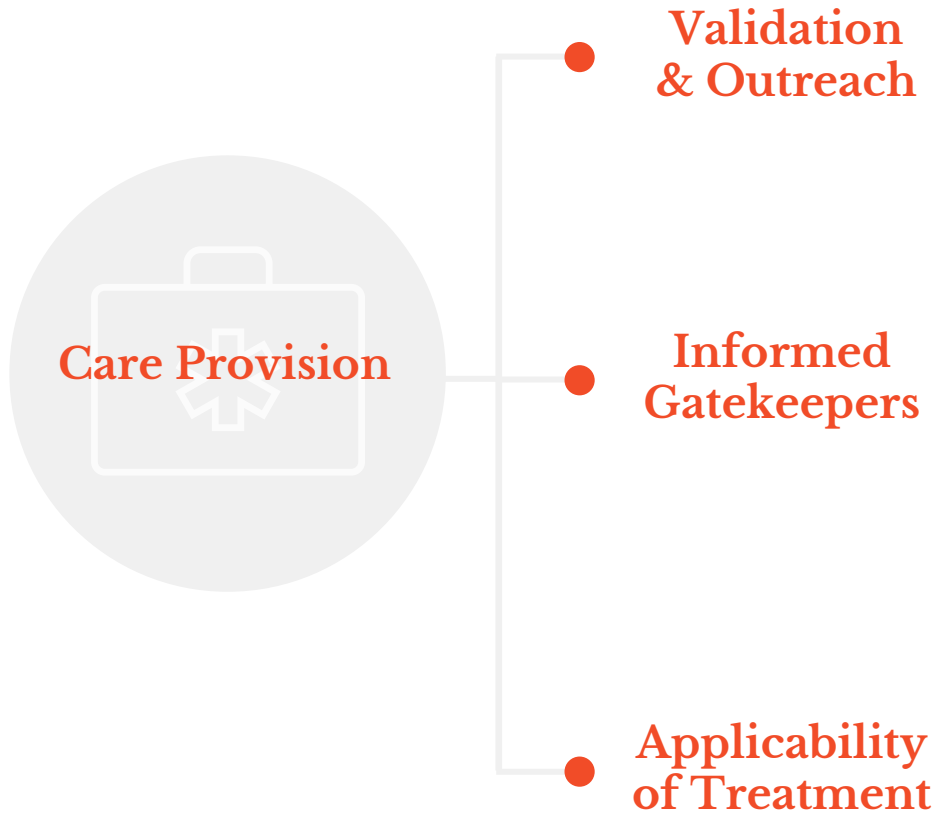 Validation
& Outreach
Care Provision
Informed
Gatekeepers
Applicability
of Treatment